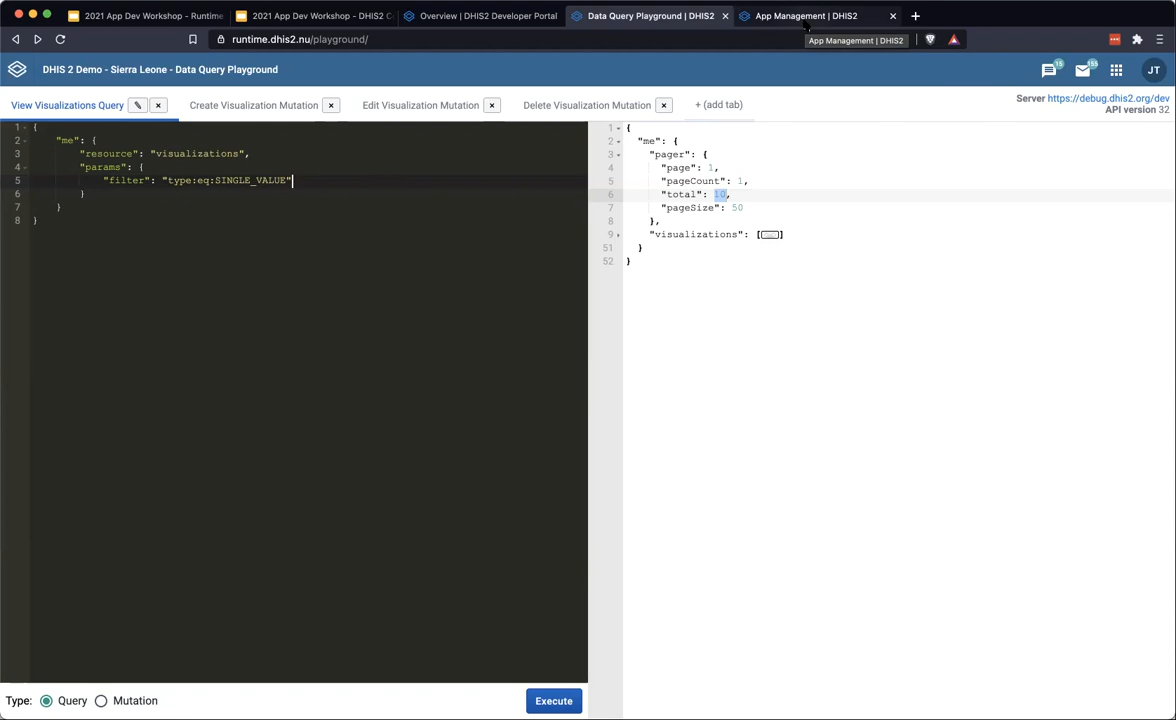 2021 App Dev Workshop - Runtime
2021 App Dev Workshop - DHIS2 C
Overview | DHIS2 Developer Portal
Data Query Playground | DHIS2
App Management | DHIS2
runtime.dhis2.nu/playground/
App Management | DHIS2
DHIS 2 Demo - Sierra Leone - Data Query Playground
15
155
JT
View Visualizations Query
Create Visualization Mutation
Edit Visualization Mutation
Delete Visualization Mutation
+ (add tab)
Server https://debug.dhis2.org/dev
API version 32
1 {
2 "me": {
3 "resource": "visualizations",
4 "params": {
5 "filter": "type:eq:SINGLE_VALUE"
6 }
7 }
8 }
1 {
2 "me": {
3 "pager": {
4 "page": 1,
5 "pageCount": 1,
6 "total": 10,
7 "pageSize": 50
8 },
9 "visualizations": [...]
51 }
52 }
Type: Query Mutation
Execute